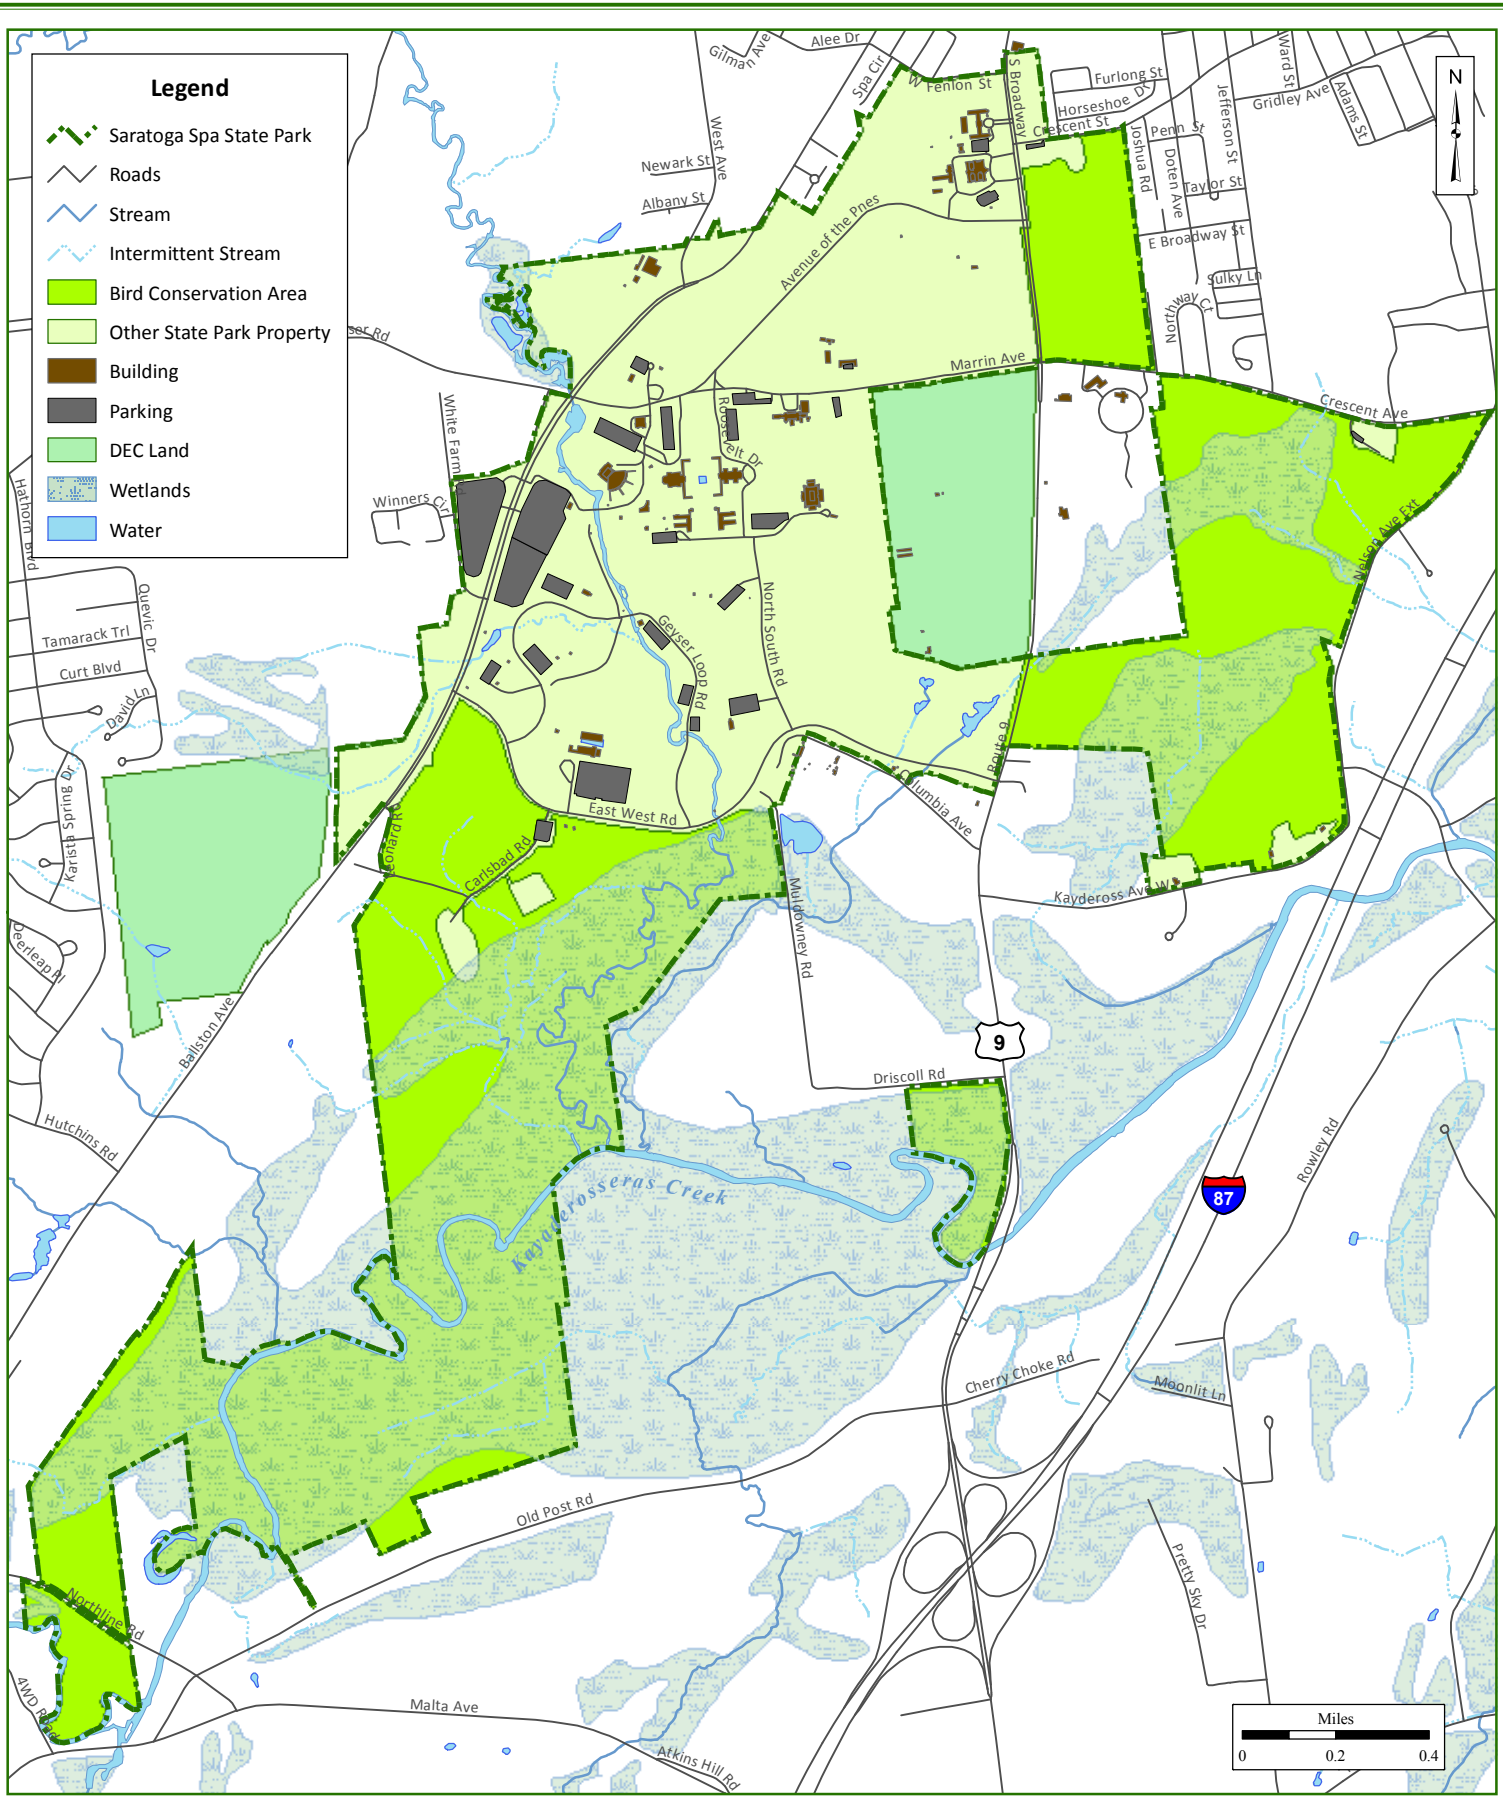 Legend
Saratoga Spa State Park
Roads
Stream
Intermittent Stream
Bird Conservation Area
Other State Park Property
Building
Parking
DEC Land
Wetlands
Water
N
Gilman Ave
Alee Dr
Spa Cir
W Fenlon St
S Broadway
Furlong St
Horseshoe Dr
Crescent St
Ward St
Gridley Ave
Adams St
Jefferson St
Penn St
Joshua Rd
Doten Ave
Taylor St
E Broadway St
Sulky Ln
Northway Ct
West Ave
Newark St
Albany St
Avenue of the Pnes
Marrin Ave
Crescent Ave
ser Rd
White Farm
Roosevelt Dr
Winners Cir
Hathorn Blvd
Nelson Ave Ext
Quevic Dr
Tamarack Trl
Curt Blvd
David Ln
Geyser Loop Rd
North South Rd
Route 9
Karista Spring Dr
Columbia Ave
East West Rd
Leonard Rd
Carlsbad Rd
Muldowney Rd
Kaydeross Ave W
Deerleap Pl
Ballston Ave
9
Driscoll Rd
Hutchins Rd
Rowley Rd
Kayaderosseras Creek
87
Cherry Choke Rd
Moonlit Ln
Old Post Rd
Pretty Sky Dr
Northline Rd
4WD Road
Malta Ave
Atkins Hill Rd
Miles
0 0.2 0.4